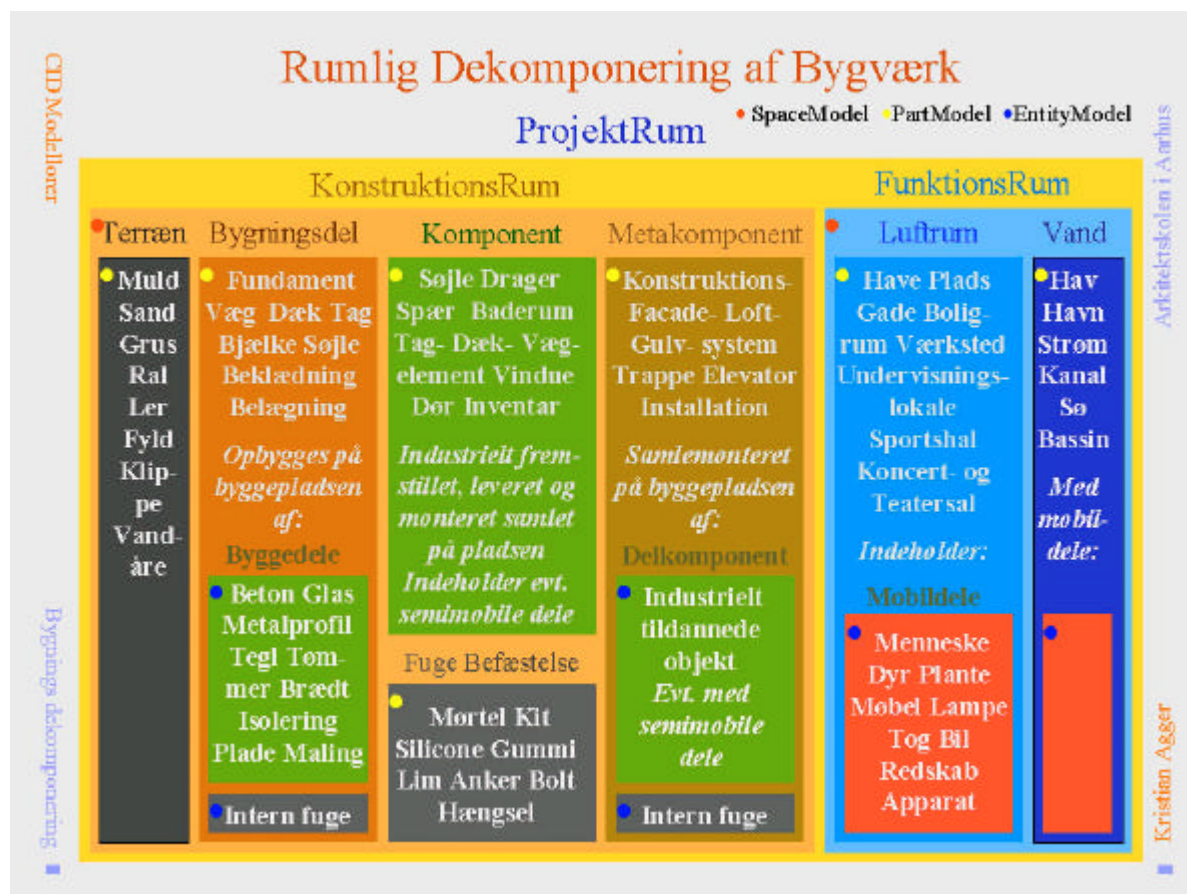 Rumlig Dekomponering af Bygværk
ProjektRum
SpaceModel PartModel EntityModel
KonstruktionsRum
FunktionsRum
Terræn
Muld
Sand
Grus
Ral
Ler
Fyld
Klip-
pe
Vand-
åre
Bygningsdel
Fundament
Væg Dæk Tag
Bjælke Søjle
Beklædning
Belægning
Opbygges på
byggepladsen
af:
Byggedele
Beton Glas
Metalprofil
Tegl Tøm-
mer Brædt
Isolering
Plade Maling
Intern fuge
Komponent
Søjle Drager
Spær Baderum
Tag- Dæk- Væg-
element Vindue
Dør Inventar
Industrielt frem-
stillet, leveret og
monteret samlet
på pladsen
Indeholder evt.
semimobile dele
Fuge Befæstelse
Mørtel Kit
Silicone Gummi
Lim Anker Bolt
Hængsel
Metakomponent
Konstruktions-
Facade- Loft-
Gulv- system
Trappe Elevator
Installation
Samlemonteret
på byggepladsen
af:
Delkomponent
Industrielt
tildannede
objekt
Evt. med
semimobile
dele
Intern fuge
Luftrum
Have Plads
Gade Bolig-
rum Værksted
Undervisnings-
lokale
Sportshal
Koncert- og
Teatersal
Indeholder:
Mobildele
Menneske
Dyr Plante
Møbel Lampe
Tog Bil
Redskab
Apparat
Vand
Hav
Havn
Strøm
Kanal
Sø
Bassin
Med
mobil-
dele:
CID Modellorer
Bygnings dekomponering
Arkitektskolen i Aarhus
Kristian Agger